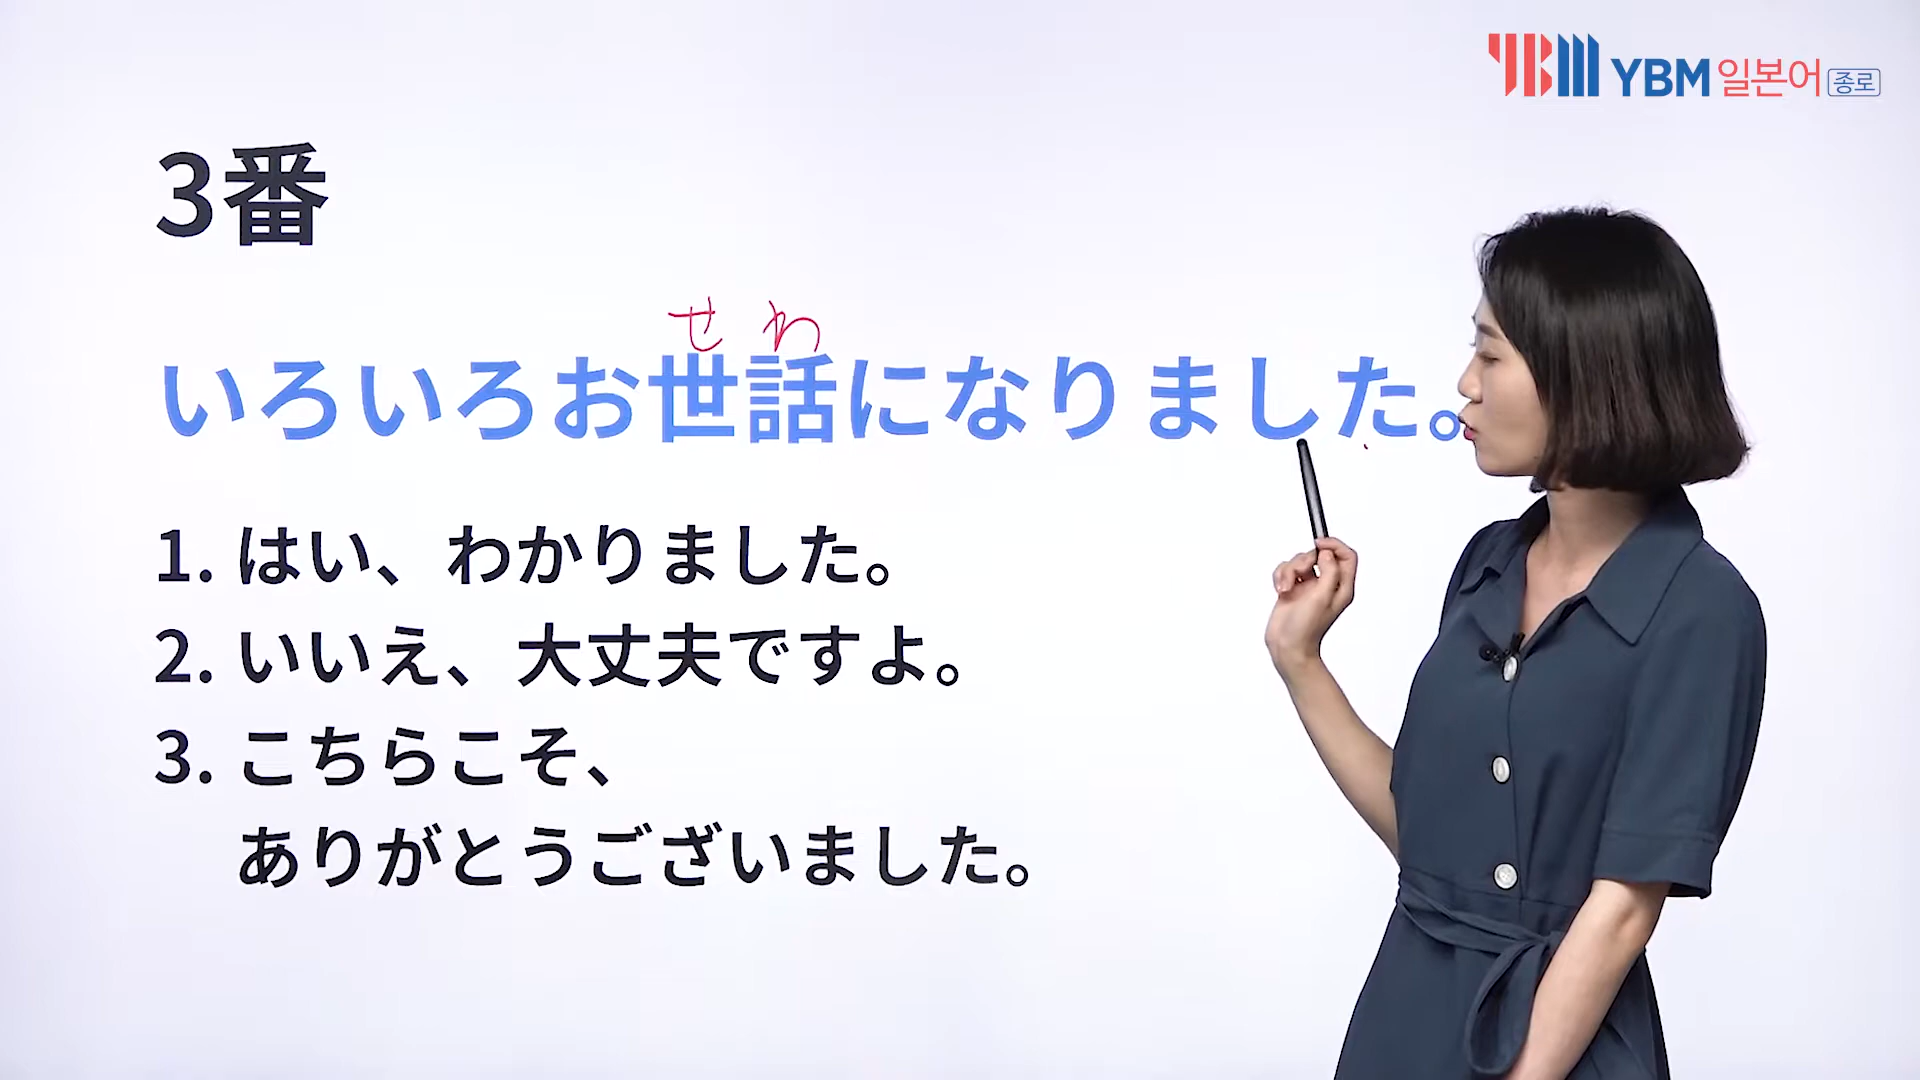 YBM YBM 일본어 종로
3番
せわ
いろいろお世話になりました。
1. はい、わかりました。
2. いいえ、大丈夫ですよ。
3. こちらこそ、
ありがとうございました。